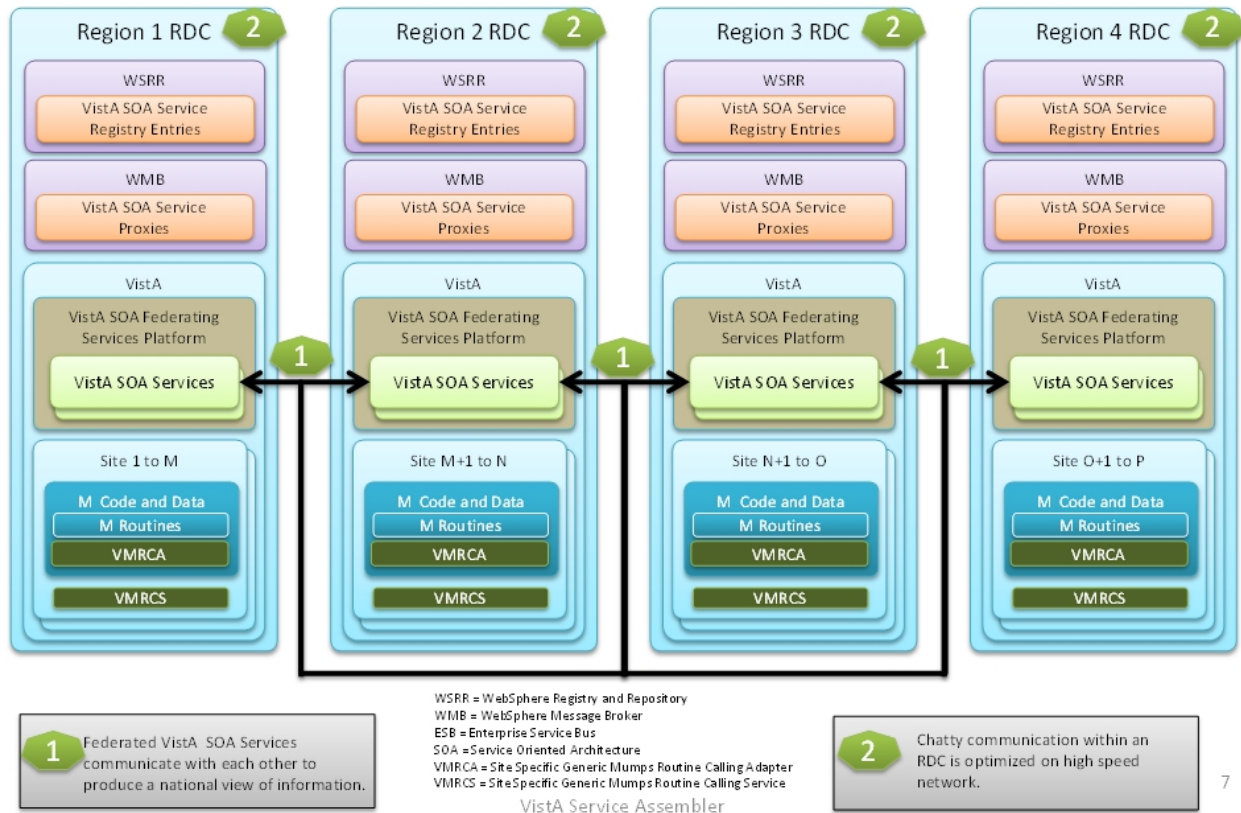 Region 1 RDC
2
WSRR
VistA SOA Service
Registry Entries
WMB
VistA SOA Service
Proxies
VistA
VistA SOA Federating
Services Platform
VistA SOA Services
Site 1 to M
M Code and Data
M Routines
VMRCA
VMRCS
1
Region 2 RDC
2
WSRR
VistA SOA Service
Registry Entries
WMB
VistA SOA Service
Proxies
VistA
VistA SOA Federating
Services Platform
VistA SOA Services
Site M+1 to N
M Code and Data
M Routines
VMRCA
VMRCS
1
Region 3 RDC
2
WSRR
VistA SOA Service
Registry Entries
WMB
VistA SOA Service
Proxies
VistA
VistA SOA Federating
Services Platform
VistA SOA Services
Site N+1 to O
M Code and Data
M Routines
VMRCA
VMRCS
1
Region 4 RDC
2
WSRR
VistA SOA Service
Registry Entries
WMB
VistA SOA Service
Proxies
VistA
VistA SOA Federating
Services Platform
VistA SOA Services
Site O+1 to P
M Code and Data
M Routines
VMRCA
VMRCS
1
Federated VistA SOA Services
communicate with each other to
produce a national view of information.
WSRR = WebSphere Registry and Repository
WMB = WebSphere Message Broker
ESB = Enterprise Service Bus
SOA = Service Oriented Architecture
VMRCA = Site Specific Generic Mumps Routine Calling Adapter
VMRCS = Site Specific Generic Mumps Routine Calling Service
VistA Service Assembler
2
Chatty communication within an
RDC is optimized on high speed
network.
7